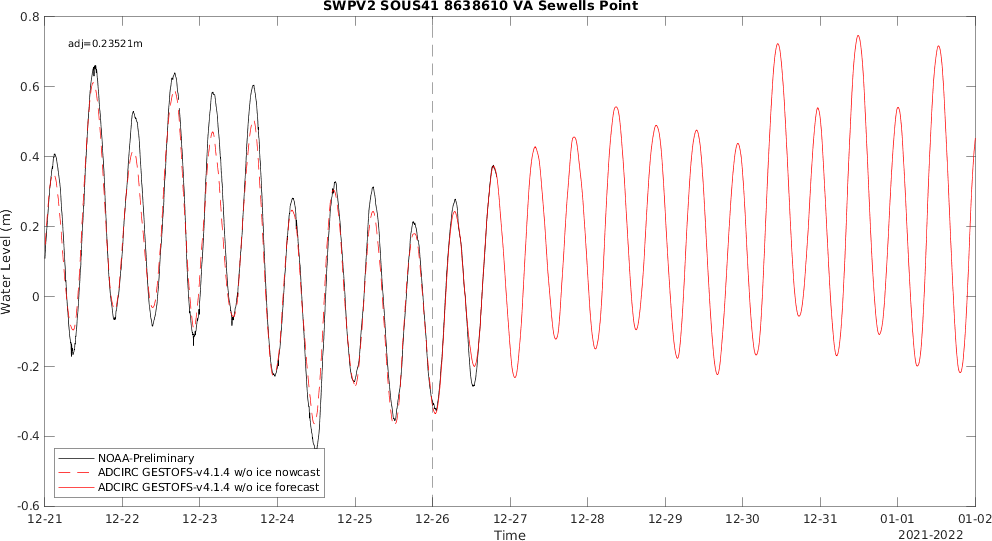 SWPV2 SOUS41 8638610 VA Sewells Point
adj=0.23521m
0.8
0.6
0.4
0.2
0
-0.2
-0.4
-0.6
Water Level (m)
NOAA-Preliminary
ADCIRC GESTOFS-v4.1.4 w/o ice nowcast
ADCIRC GESTOFS-v4.1.4 w/o ice forecast
12-21 12-22 12-23 12-24 12-25 12-26 12-27 12-28 12-29 12-30 12-31 01-01 01-02
Time
2021-2022